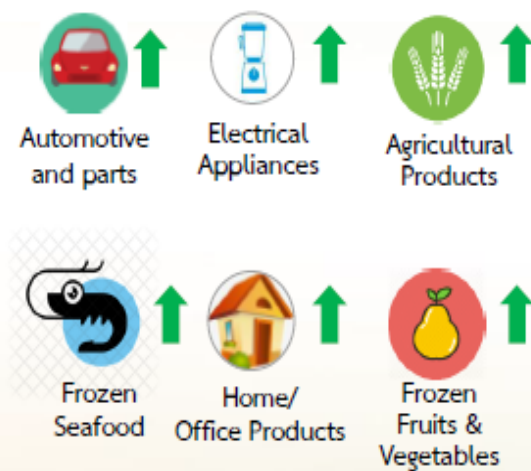 Automotive
and parts
Electrical
Appliances
Agricultural
Products
Frozen
Seafood
Home/
Office Products
Frozen
Fruits &
Vegetables